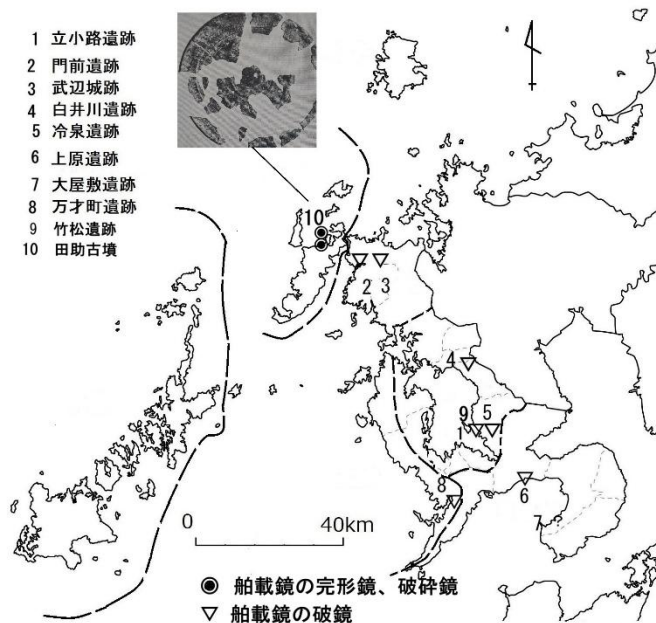 1 立小路遺跡
2 門前遺跡
3 武辺城跡
4 白井川遺跡
5 冷泉遺跡
6 上原遺跡
7 大屋敷遺跡
8 万才町遺跡
9 竹松遺跡
10 田助古墳
10
2 3
4
9 5
8
6
7
0 40km
舶載鏡の完形鏡、破砕鏡
舶載鏡の破鏡